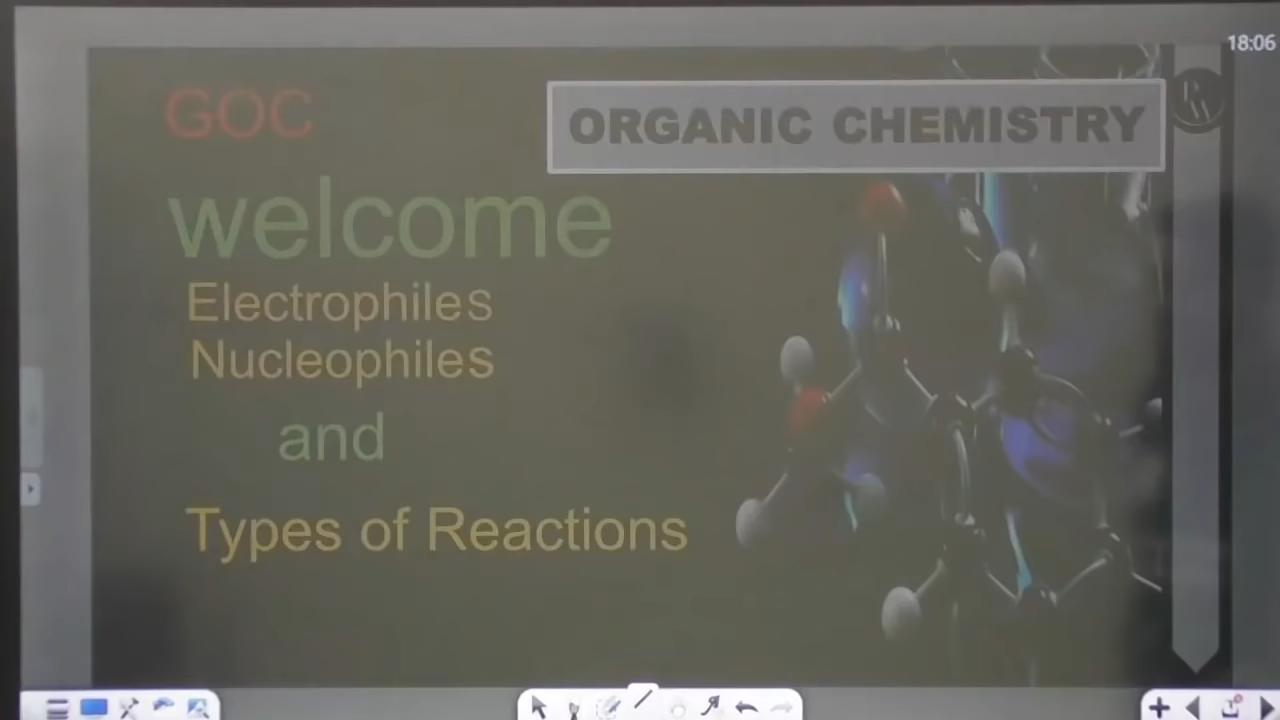 18:06
GOC
ORGANIC CHEMISTRY
welcome
Electrophiles
Nucleophiles
and
Types of Reactions